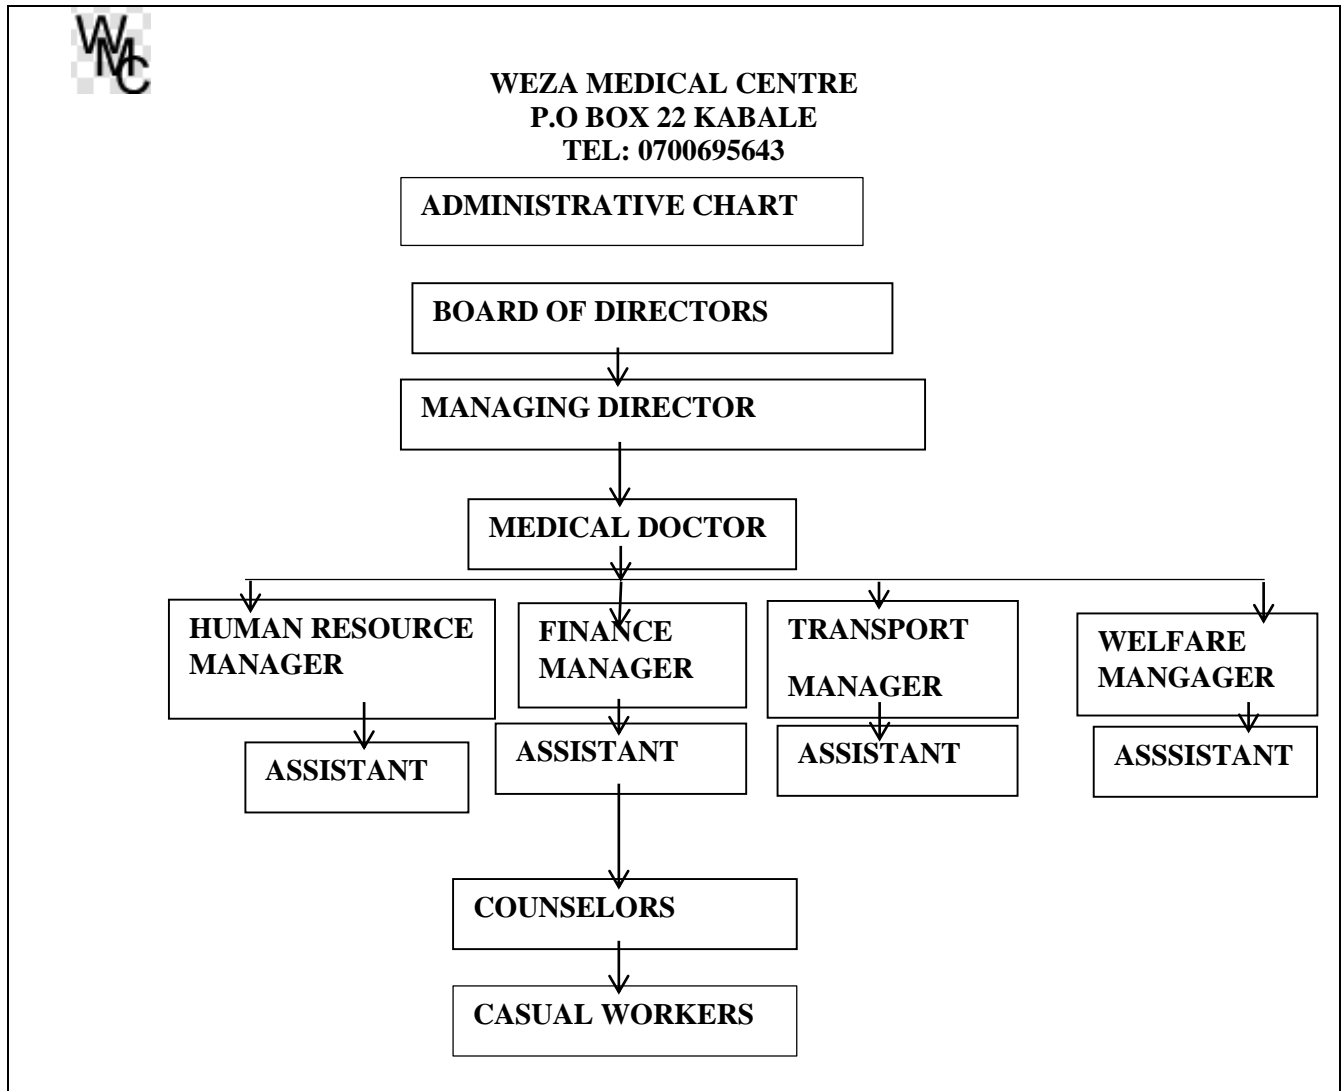 WMC
WEZA MEDICAL CENTRE
P.O BOX 22 KABALE
TEL: 0700695643
ADMINISTRATIVE CHART
BOARD OF DIRECTORS
MANAGING DIRECTOR
MEDICAL DOCTOR
HUMAN RESOURCE
MANAGER
FINANCE
MANAGER
TRANSPORT
MANAGER
WELFARE
MANGAGER
ASSISTANT
ASSISTANT
ASSISTANT
ASSSISTANT
COUNSELORS
CASUAL WORKERS